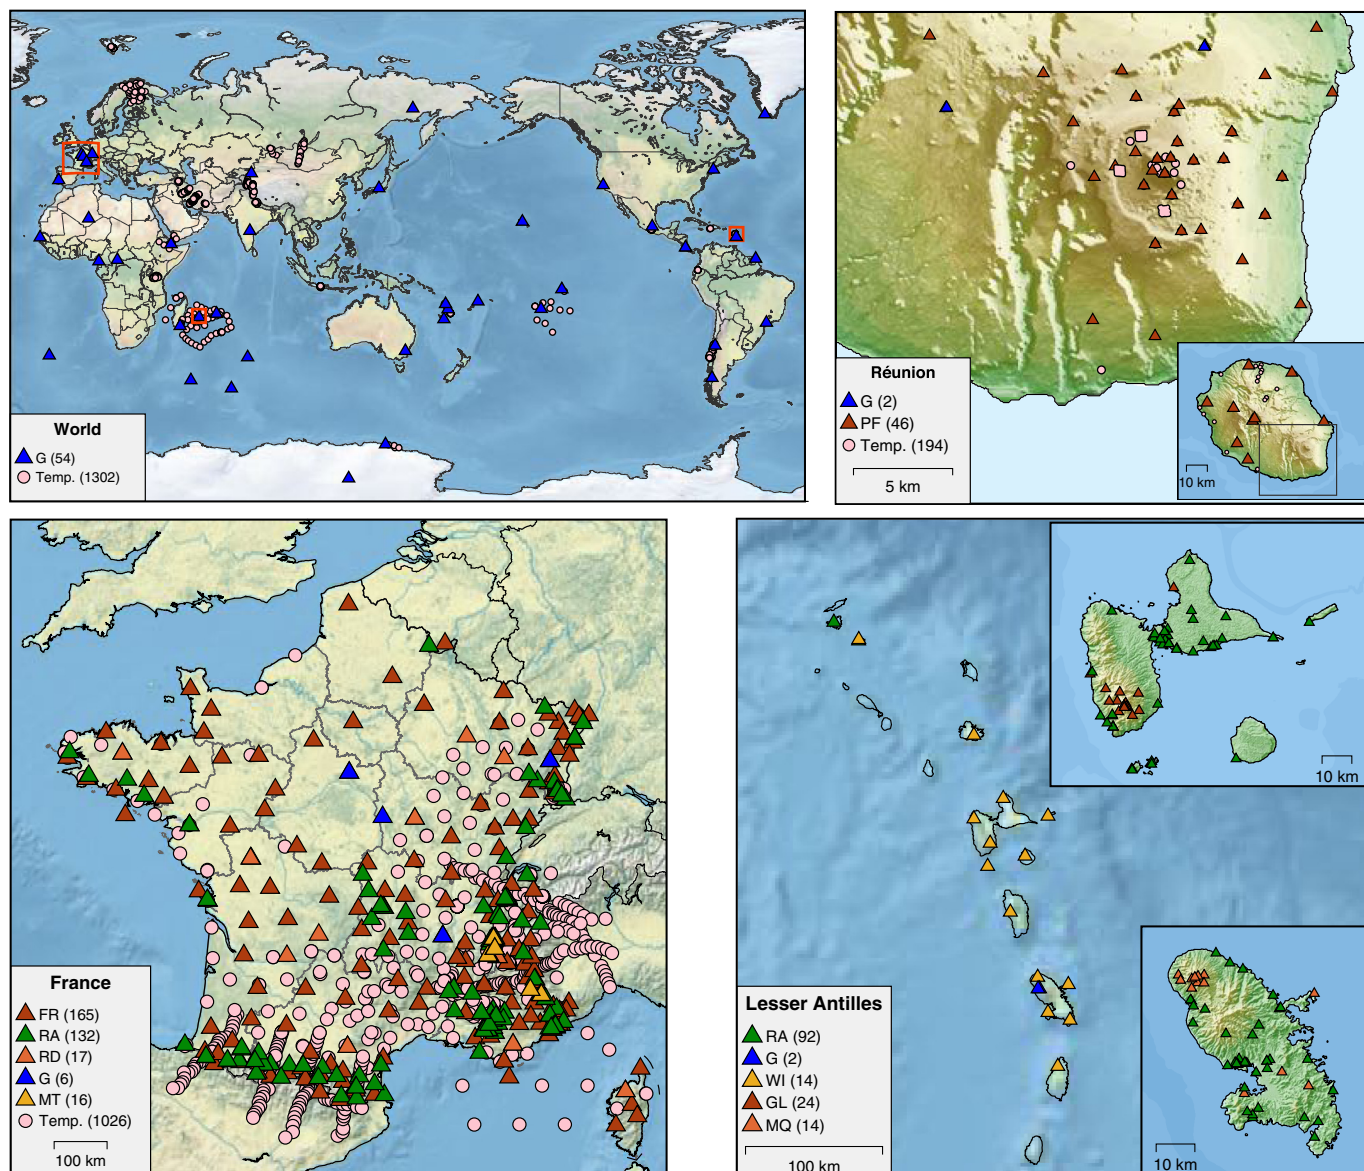 World
G (54)
Temp. (1302)
Réunion
G (2)
PF (46)
Temp. (194)
5 km
10 km
France
FR (165)
RA (132)
RD (17)
G (6)
MT (16)
Temp. (1026)
100 km
Lesser Antilles
RA (92)
G (2)
WI (14)
GL (24)
MQ (14)
100 km
10 km
10 km